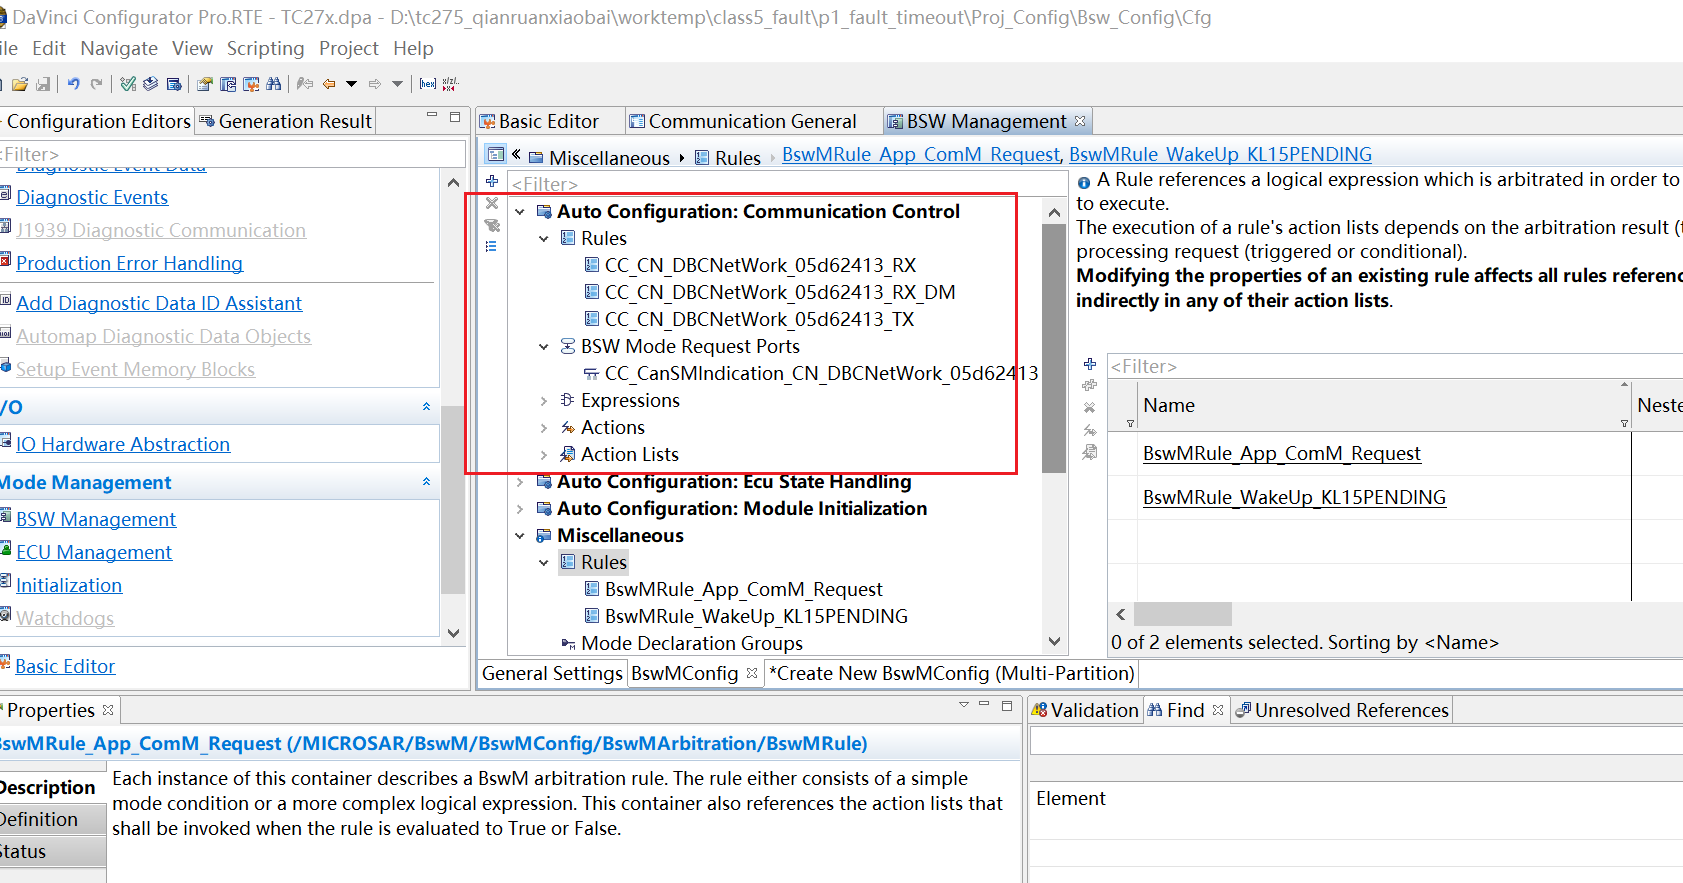 DaVinci Configurator Pro.RTE - TC27x.dpa - D:\tc275_qianruanxiaobai\worktemp\class5_fault\p1_fault_timeout\Proj_Config\Bsw_Config\Cfg
ile Edit Navigate View Scripting Project Help
Configuration Editors Generation Result
<Filter>
Diagnostic Event Data
Diagnostic Events
J1939 Diagnostic Communication
Production Error Handling
Add Diagnostic Data ID Assistant
Automap Diagnostic Data Objects
Setup Event Memory Blocks
/O
IO Hardware Abstraction
Mode Management
BSW Management
ECU Management
Initialization
Watchdogs
Basic Editor
Basic Editor Communication General BSW Management
« Miscellaneous Rules BswMRule_App_ComM_Request, BswMRule_WakeUp_KL15PENDING
<Filter>
Auto Configuration: Communication Control
Rules
CC_CN_DBCNetWork_05d62413_RX
CC_CN_DBCNetWork_05d62413_RX_DM
CC_CN_DBCNetWork_05d62413_TX
BSW Mode Request Ports
CC_CanSMIndication_CN_DBCNetWork_05d62413
Expressions
Actions
Action Lists
Auto Configuration: Ecu State Handling
Auto Configuration: Module Initialization
Miscellaneous
Rules
BswMRule_App_ComM_Request
BswMRule_WakeUp_KL15PENDING
Mode Declaration Groups
General Settings BswMConfig *Create New BswMConfig (Multi-Partition)
A Rule references a logical expression which is arbitrated in order to
to execute.
The execution of a rule's action lists depends on the arbitration result (
processing request (triggered or conditional).
Modifying the properties of an existing rule affects all rules referenc
indirectly in any of their action lists.
<Filter>
Name Neste
BswMRule_App_ComM_Request
BswMRule_WakeUp_KL15PENDING
0 of 2 elements selected. Sorting by <Name>
Properties
BswMRule_App_ComM_Request (/MICROSAR/BswM/BswMConfig/BswMArbitration/BswMRule)
Description
Definition
Status
Each instance of this container describes a BswM arbitration rule. The rule either consists of a simple
mode condition or a more complex logical expression. This container also references the action lists that
shall be invoked when the rule is evaluated to True or False.
Validation Find Unresolved References
Element